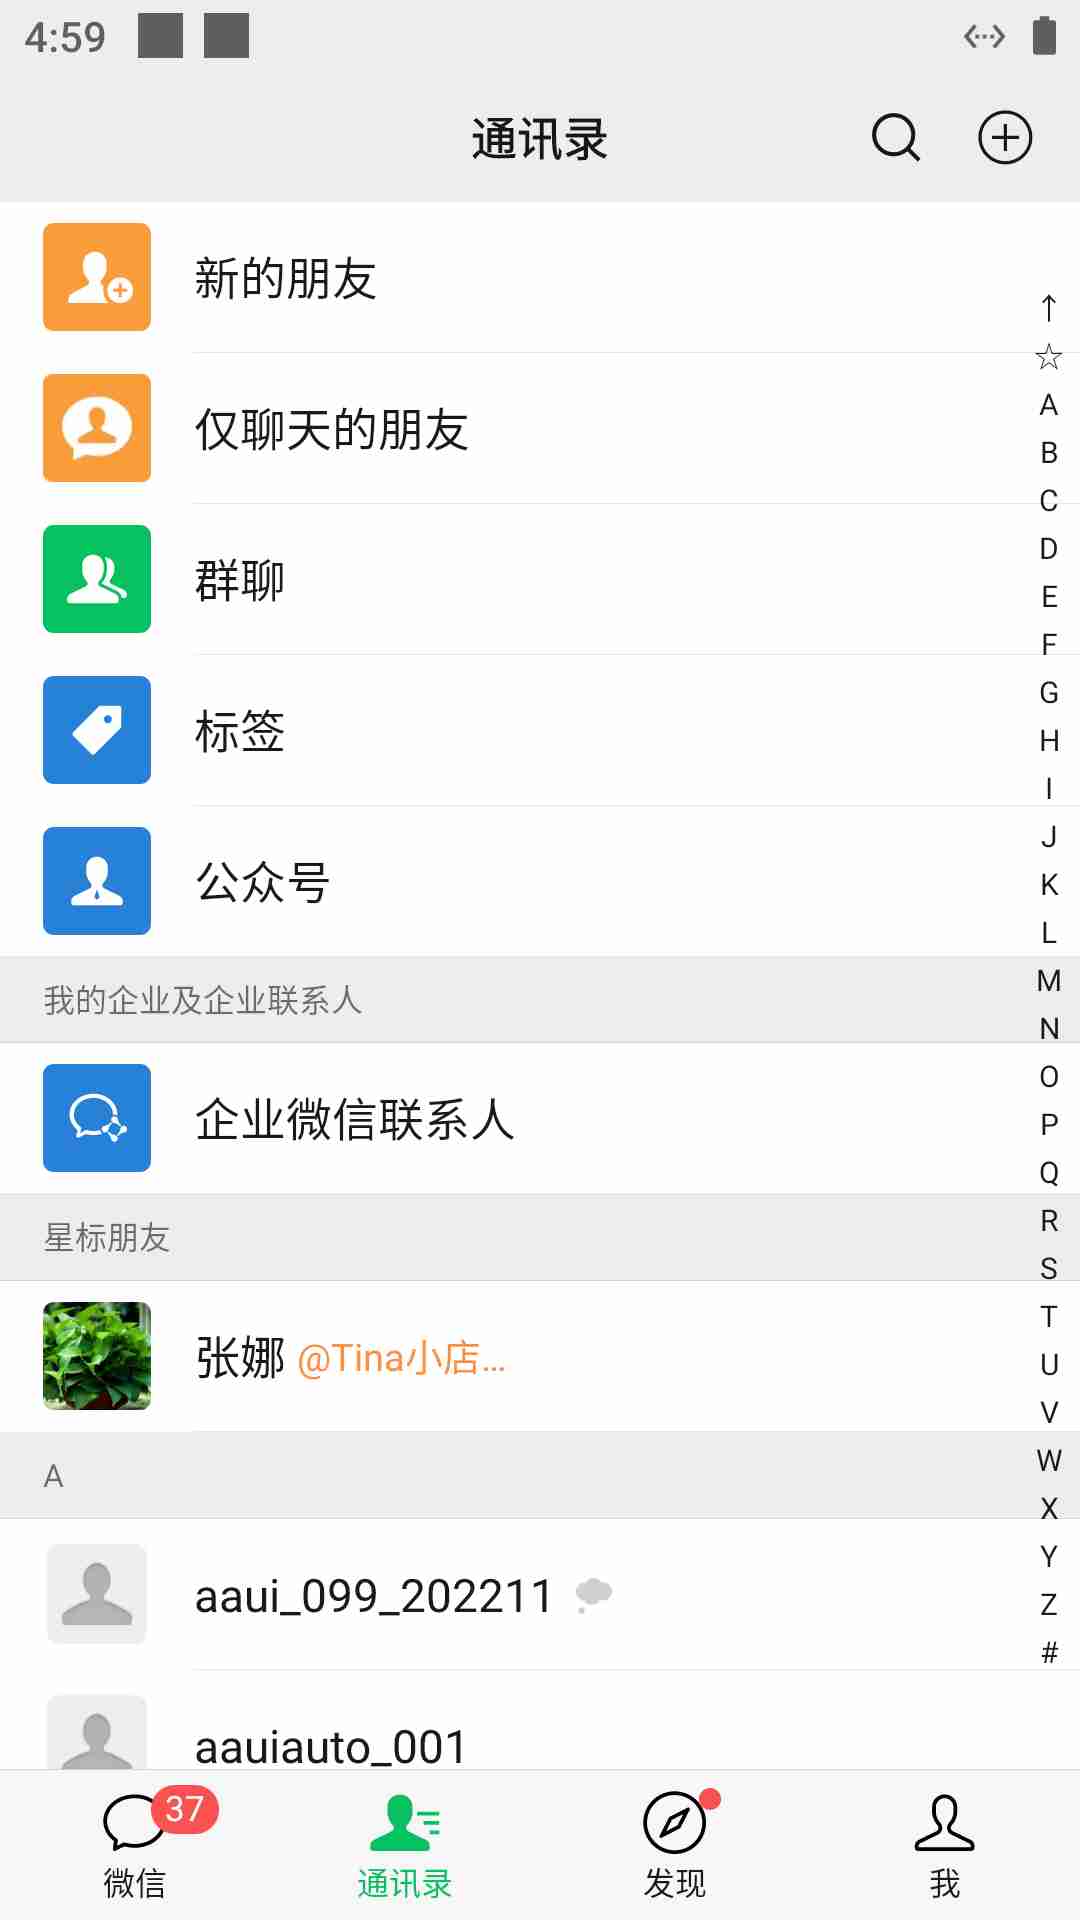 4:59
通讯录
新的朋友
↑
☆
仅聊天的朋友
A
B
C
群聊
D
E
F
标签
G
H
I
公众号
J
K
L
我的企业及企业联系人
M
N
企业微信联系人
O
P
Q
星标朋友
R
S
张娜 @Tina小店...
T
U
V
A
W
X
aaui_099_202211
Y
Z
#
aauiauto_001
37
微信
通讯录
发现
我